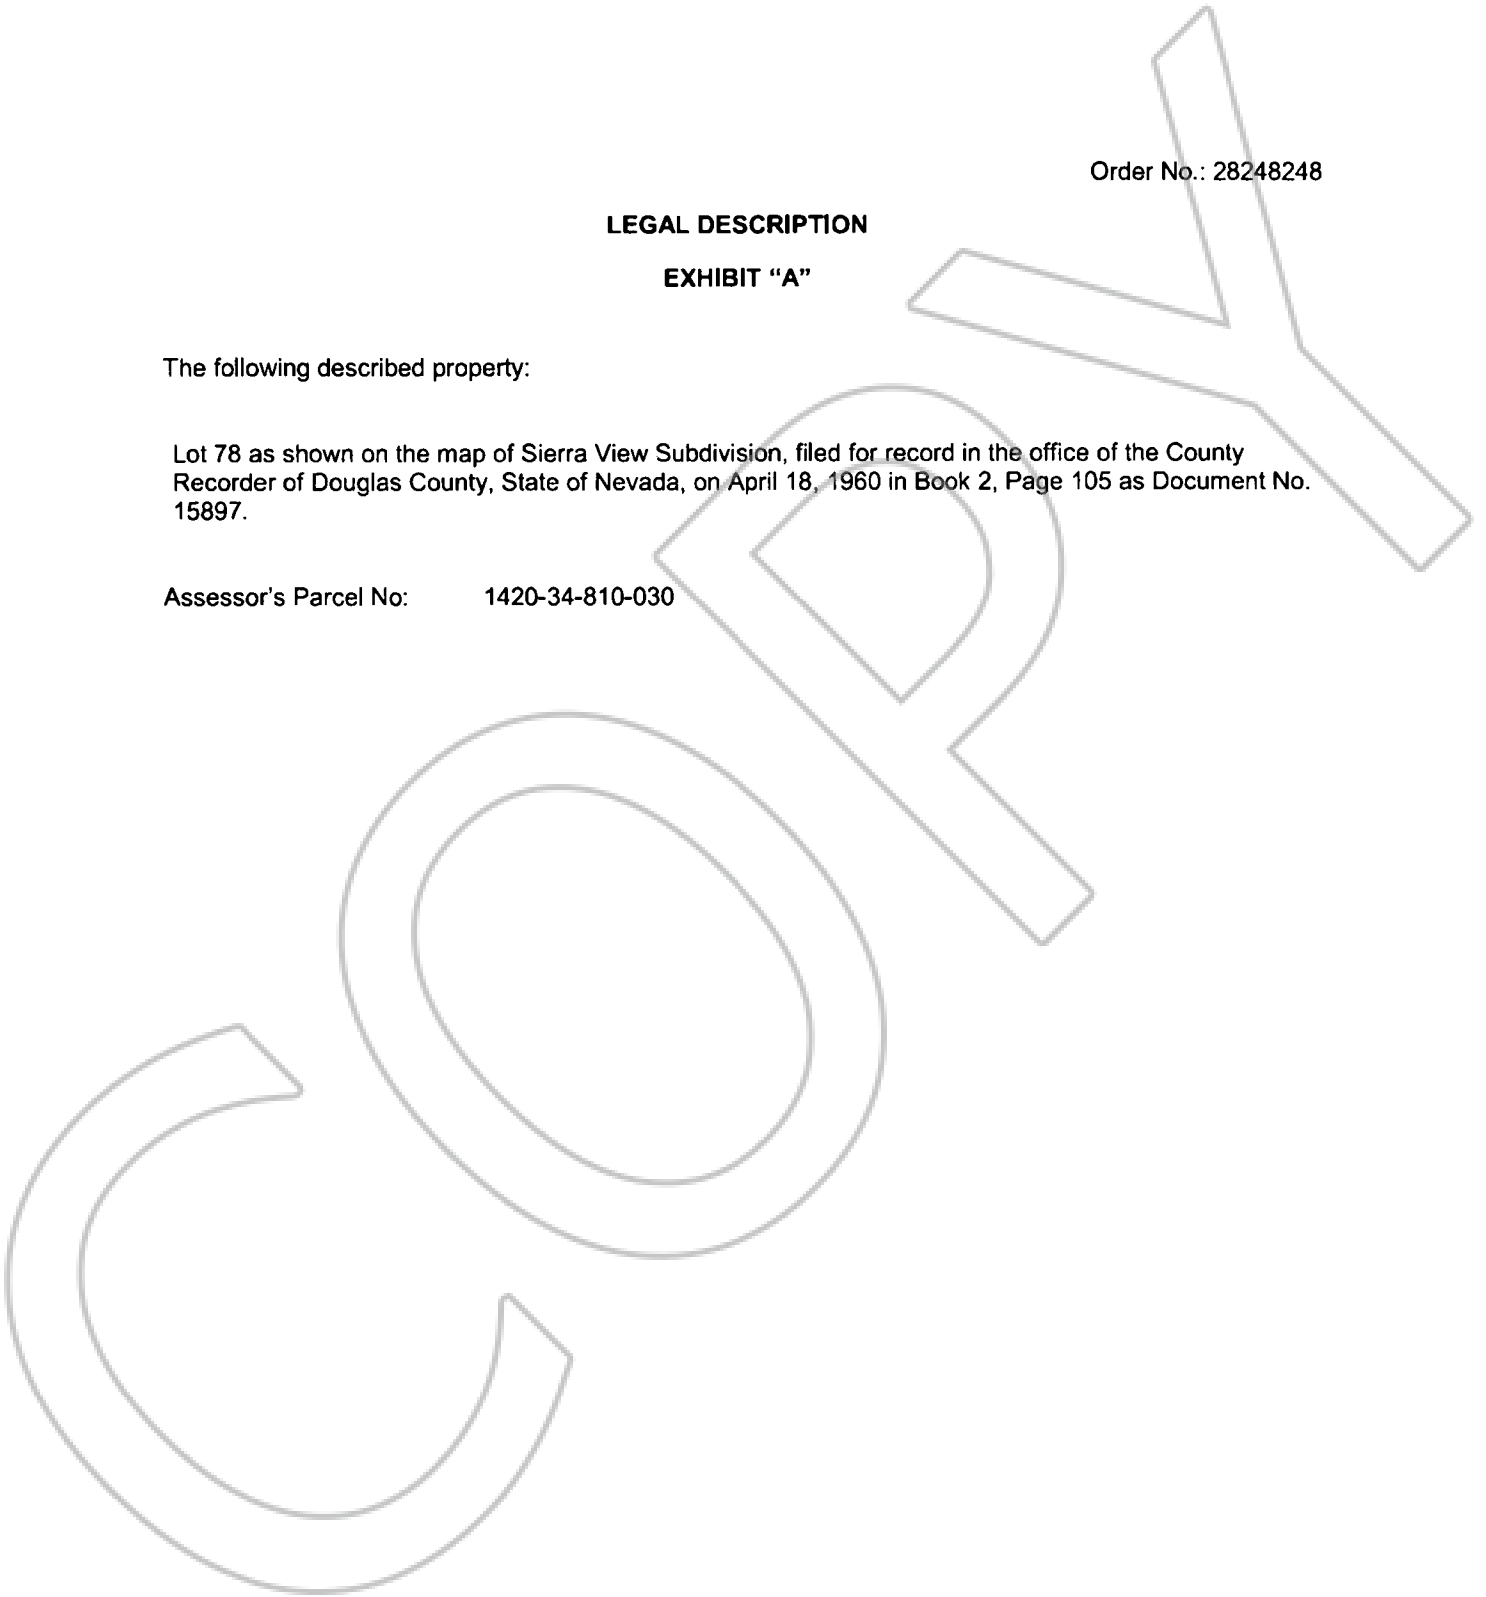 Order No.: 28248248
LEGAL DESCRIPTION
EXHIBIT “A”
The following described property:
Lot 78 as shown on the map of Sierra View Subdivision, filed for record in the office of the County
Recorder of Douglas County, State of Nevada, on April 18, 1960 in Book 2, Page 105 as Document No.
15897.
Assessor’s Parcel No: 1420-34-810-030
COPY